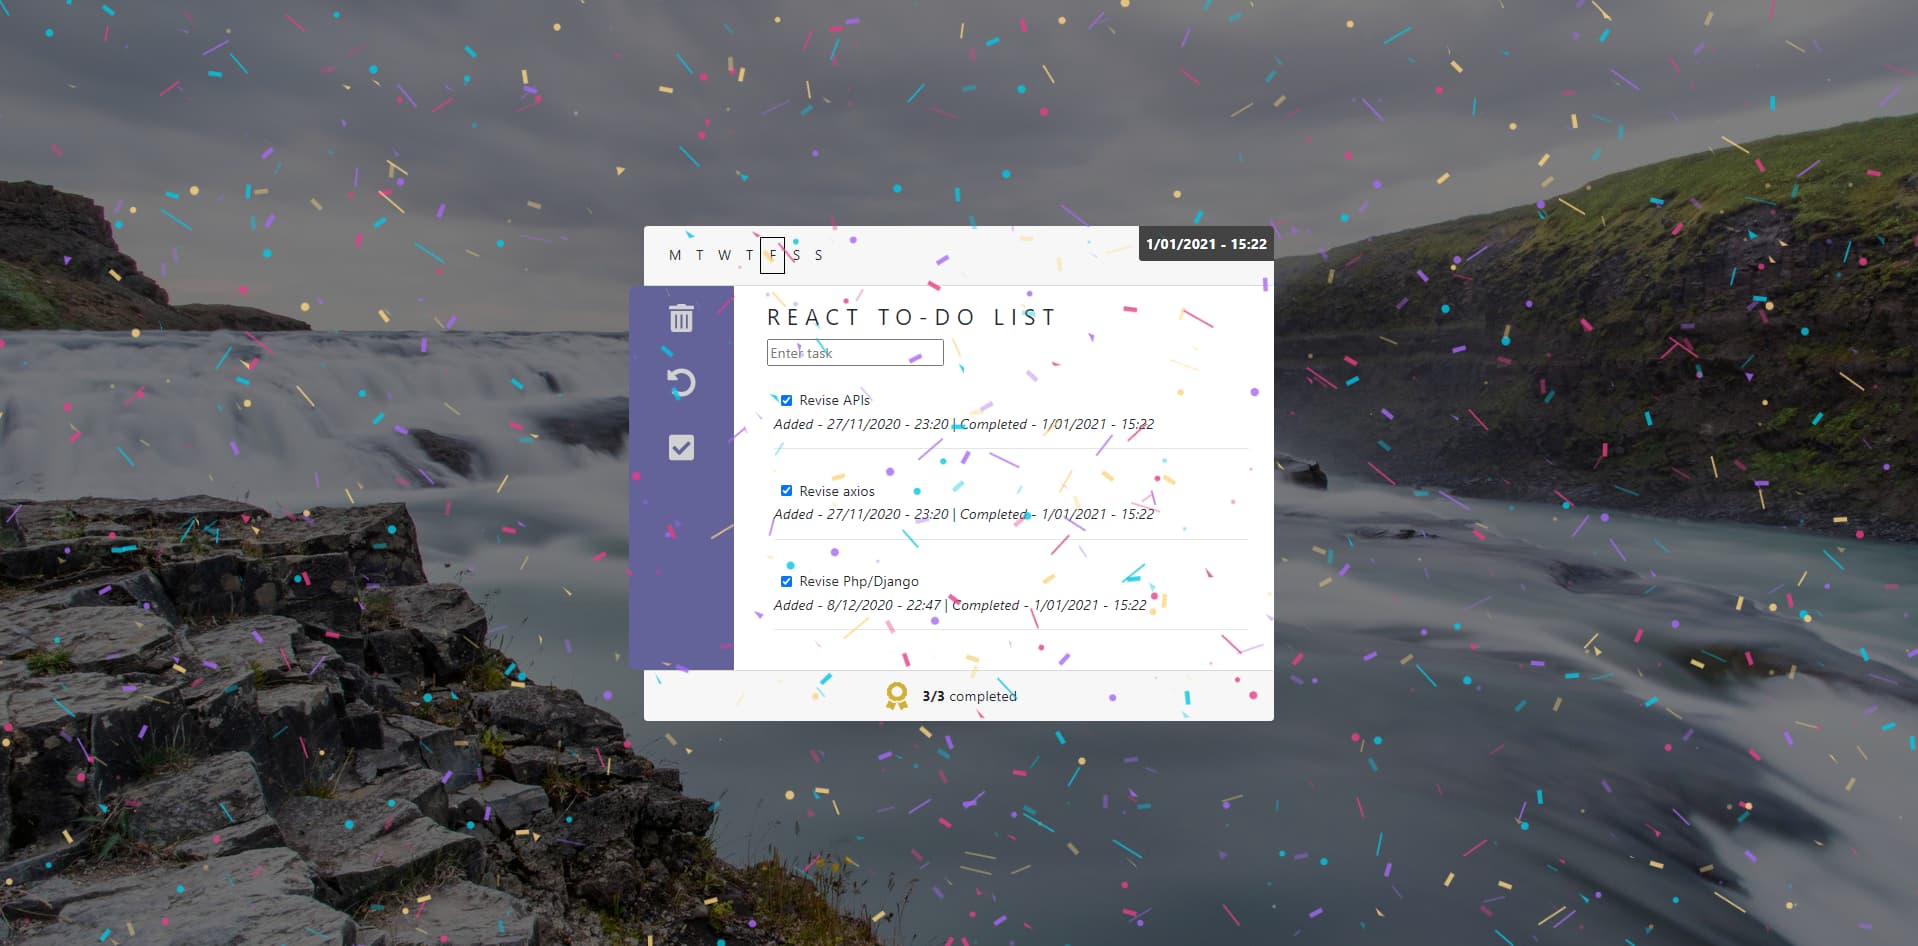 M T W T F S S
1/01/2021 - 15:22
REACT TO-DO LIST
Enter task
Revise APIs
Added - 27/11/2020 - 23:20 | Completed - 1/01/2021 - 15:22
Revise axios
Added - 27/11/2020 - 23:20 | Completed - 1/01/2021 - 15:22
Revise Php/Django
Added - 8/12/2020 - 22:47 | Completed - 1/01/2021 - 15:22
3/3 completed